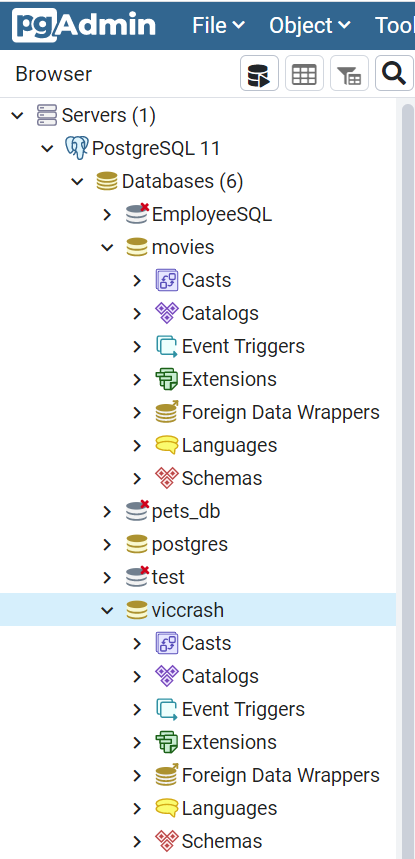 pgAdmin File Object Tool
Browser
Servers (1)
PostgreSQL 11
Databases (6)
EmployeeSQL
movies
Casts
Catalogs
Event Triggers
Extensions
Foreign Data Wrappers
Languages
Schemas
pets_db
postgres
test
viccrash
Casts
Catalogs
Event Triggers
Extensions
Foreign Data Wrappers
Languages
Schemas